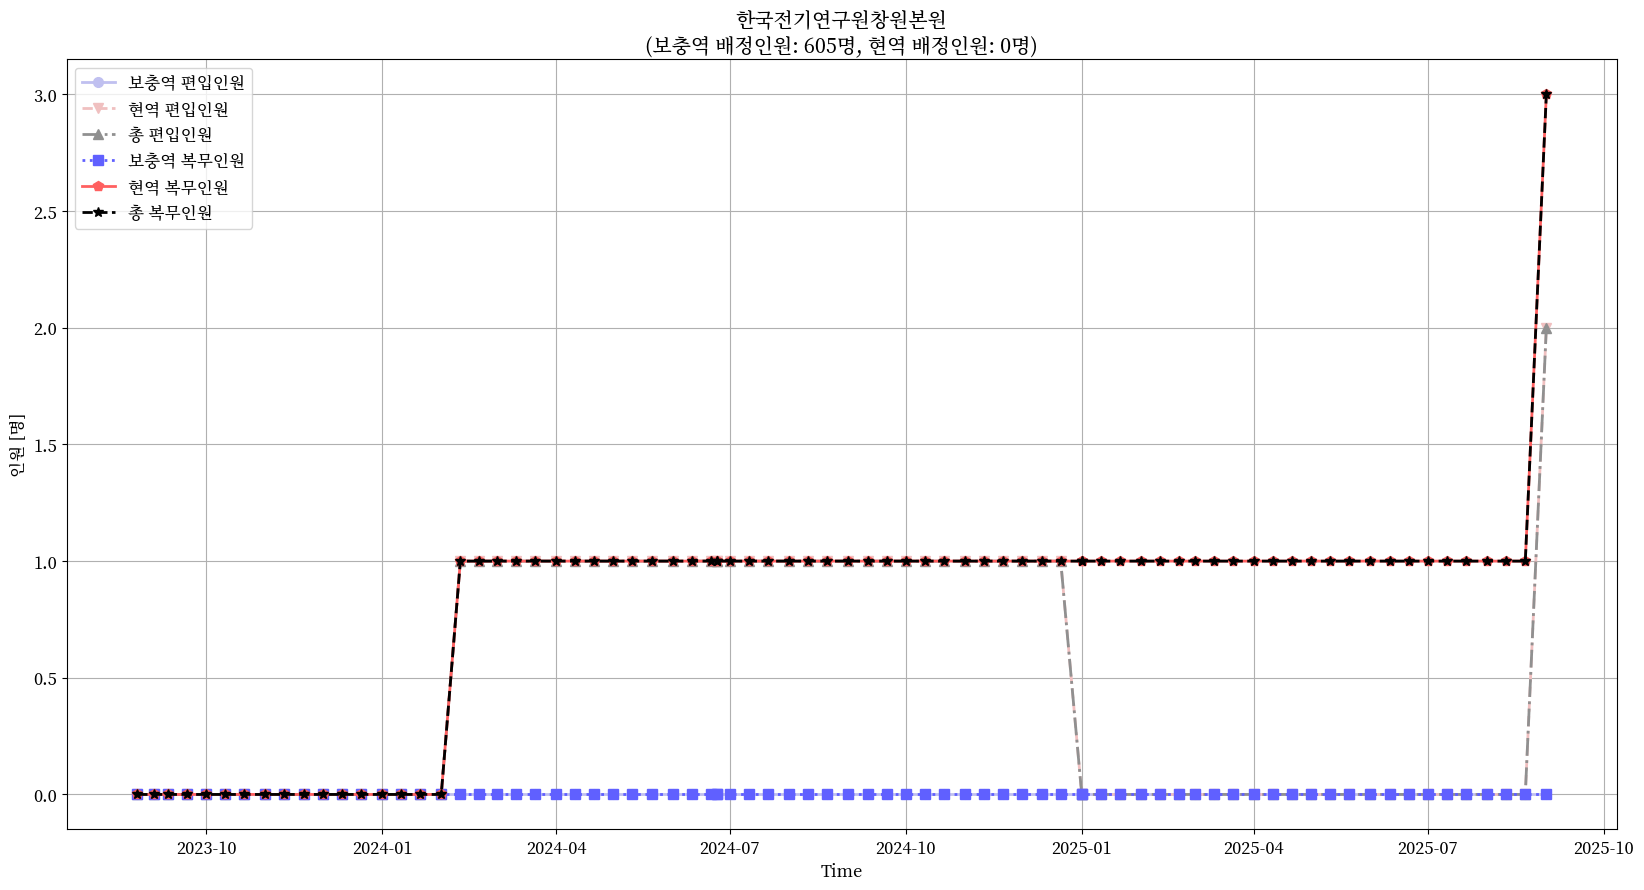 한국전기연구원창원본원
(보충역 배정인원: 605명, 현역 배정인원: 0명)
보충역 편입인원
현역 편입인원
총 편입인원
보충역 복무인원
현역 복무인원
총 복무인원
3.0
2.5
2.0
1.5
1.0
0.5
0.0
인원 [명]
2023-10
2024-01
2024-04
2024-07
2024-10
2025-01
2025-04
2025-07
2025-10
Time